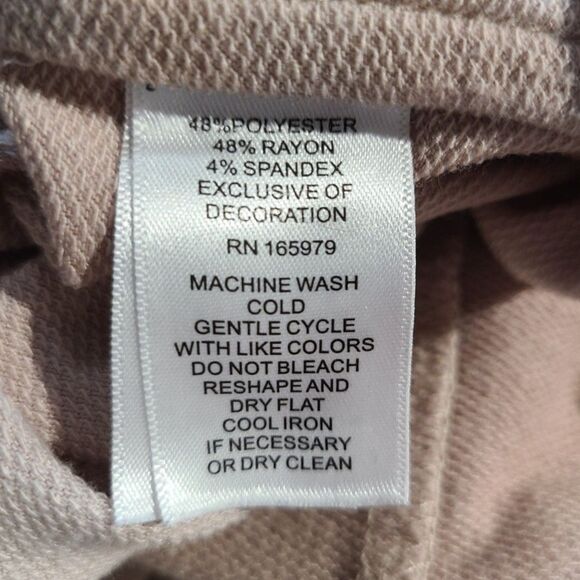 48%POLYESTER
48% RAYON
4% SPANDEX
EXCLUSIVE OF
DECORATION
RN 165979
MACHINE WASH
COLD
GENTLE CYCLE
WITH LIKE COLORS
DO NOT BLEACH
RESHAPE AND
DRY FLAT
COOL IRON
IF NECESSARY
OR DRY CLEAN